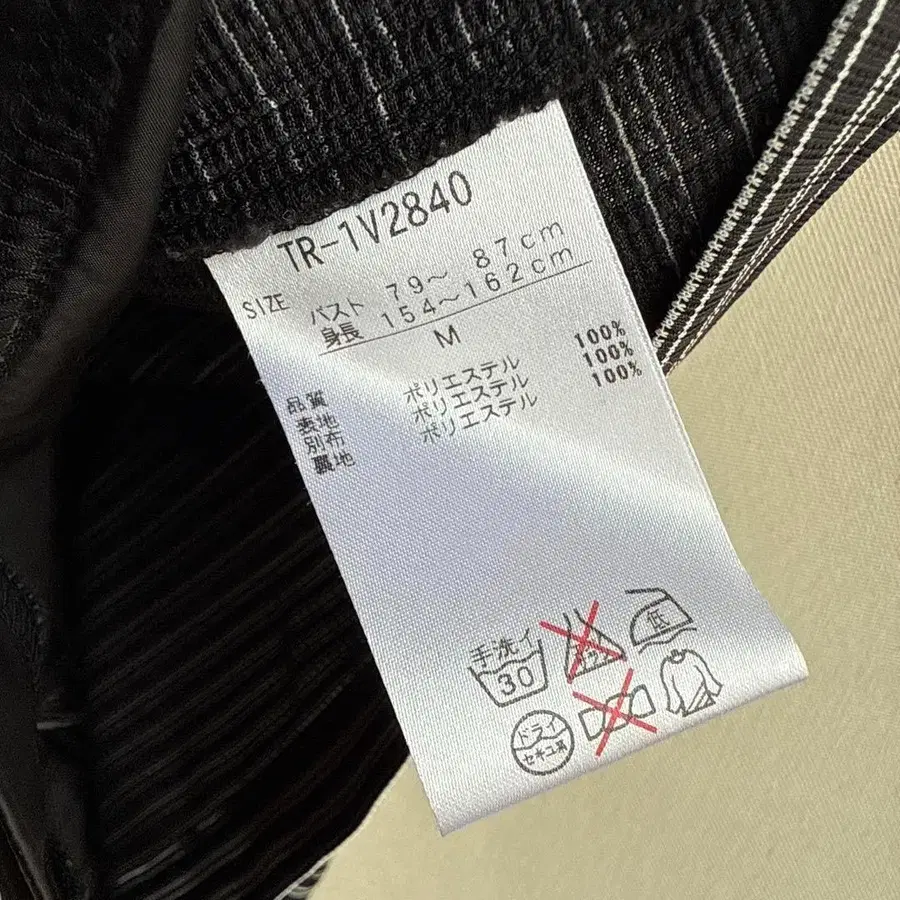 TR-1V2840
SIZE
バスト 79～ 87cm
身長 154～162cm
M
品質
表地 ポリエステル 100%
別布 ポリエステル 100%
裏地 ポリエステル 100%
手洗イ
30
低
ドライ
セキユ系